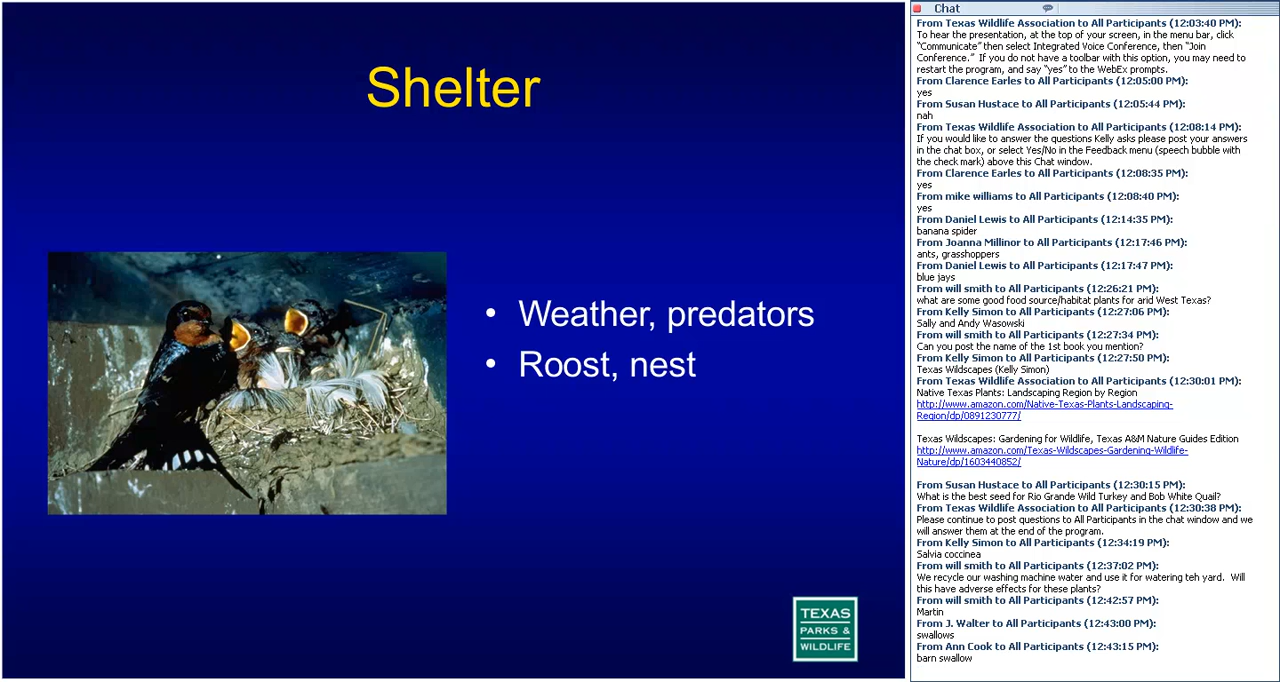 Shelter
• Weather, predators
• Roost, nest
TEXAS
PARKS &
WILDLIFE
Chat
From Texas Wildlife Association to All Participants (12:03:40 PM):
To hear the presentation, at the top of your screen, in the menu bar, click
"Communicate" then select Integrated Voice Conference, then "Join
Conference." If you do not have a toolbar with this option, you may need to
restart the program, and say "yes" to the WebEx prompts.
From Clarence Earles to All Participants (12:05:00 PM):
yes
From Susan Hustace to All Participants (12:05:44 PM):
nah
From Texas Wildlife Association to All Participants (12:08:14 PM):
If you would like to answer the questions Kelly asks please post your answers
in the chat box, or select Yes/No in the Feedback menu (speech bubble with
the check mark) above this Chat window.
From Clarence Earles to All Participants (12:08:35 PM):
yes
From mike williams to All Participants (12:08:40 PM):
yes
From Daniel Lewis to All Participants (12:14:35 PM):
banana spider
From Joanna Millinor to All Participants (12:17:46 PM):
ants, grasshoppers
From Daniel Lewis to All Participants (12:17:47 PM):
blue jays
From will smith to All Participants (12:26:21 PM):
what are some good food source/habitat plants for arid West Texas?
From Kelly Simon to All Participants (12:27:06 PM):
Sally and Andy Wasowski
From will smith to All Participants (12:27:34 PM):
Can you post the name of the 1st book you mention?
From Kelly Simon to All Participants (12:27:50 PM):
Texas Wildscapes (Kelly Simon)
From Texas Wildlife Association to All Participants (12:30:01 PM):
Native Texas Plants: Landscaping Region by Region
http://www.amazon.com/Native-Texas-Plants-Landscaping-
Region/dp/0891230777/
Texas Wildscapes: Gardening for Wildlife, Texas A&M Nature Guides Edition
http://www.amazon.com/Texas-Wildscapes-Gardening-Wildlife-
Nature/dp/1603440852/
From Susan Hustace to All Participants (12:30:15 PM):
What is the best seed for Rio Grande Wild Turkey and Bob White Quail?
From Texas Wildlife Association to All Participants (12:30:38 PM):
Please continue to post questions to All Participants in the chat window and we
will answer them at the end of the program.
From Kelly Simon to All Participants (12:34:19 PM):
Salvia coccinea
From will smith to All Participants (12:37:02 PM):
We recycle our washing machine water and use it for watering teh yard. Will
this have adverse effects for these plants?
From will smith to All Participants (12:42:57 PM):
Martin
From J. Walter to All Participants (12:43:00 PM):
swallows
From Ann Cook to All Participants (12:43:15 PM):
barn swallow